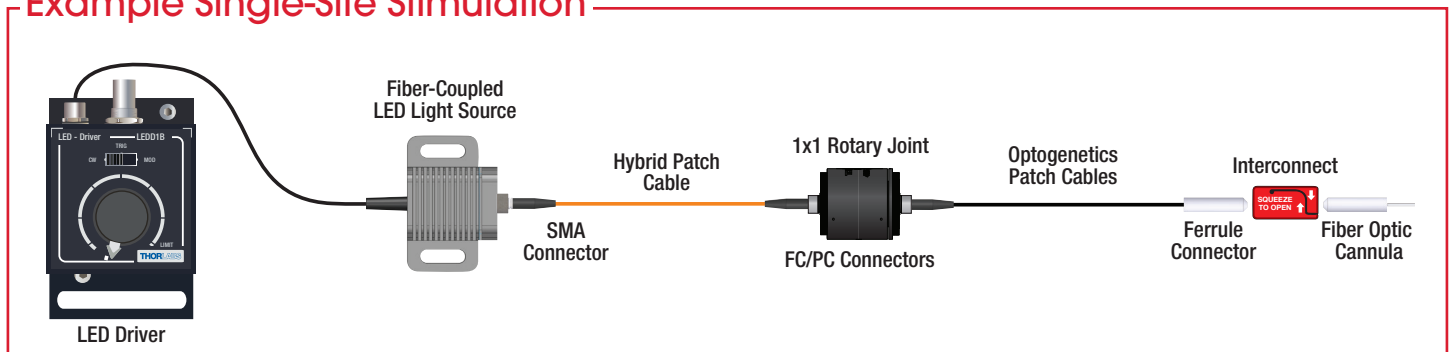 Example Single-Site Stimulation
Fiber-Coupled
LED Light Source
LED - Driver
LEDD1B
TRIG
CW
MOD
LIMIT
THORLABS
LED Driver
Hybrid Patch
Cable
SMA
Connector
1x1 Rotary Joint
FC/PC Connectors
Optogenetics
Patch Cables
Interconnect
SQUEEZE
TO OPEN
Ferrule
Connector
Fiber Optic
Cannula